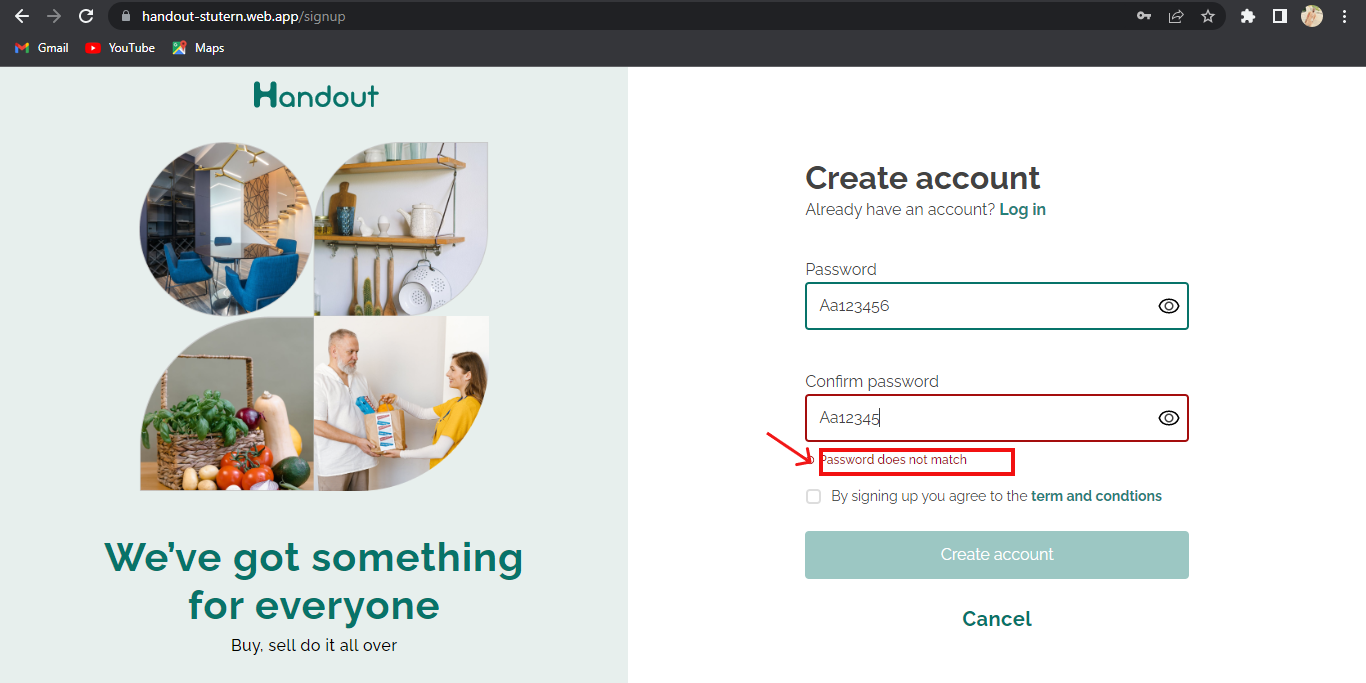 handout-stutern.web.app/signup
Gmail YouTube Maps
Handout
We've got something
for everyone
Buy, sell do it all over
Create account
Already have an account? Log in
Password
Aa123456
Confirm password
Aa12345
Password does not match
By signing up you agree to the term and condtions
Create account
Cancel